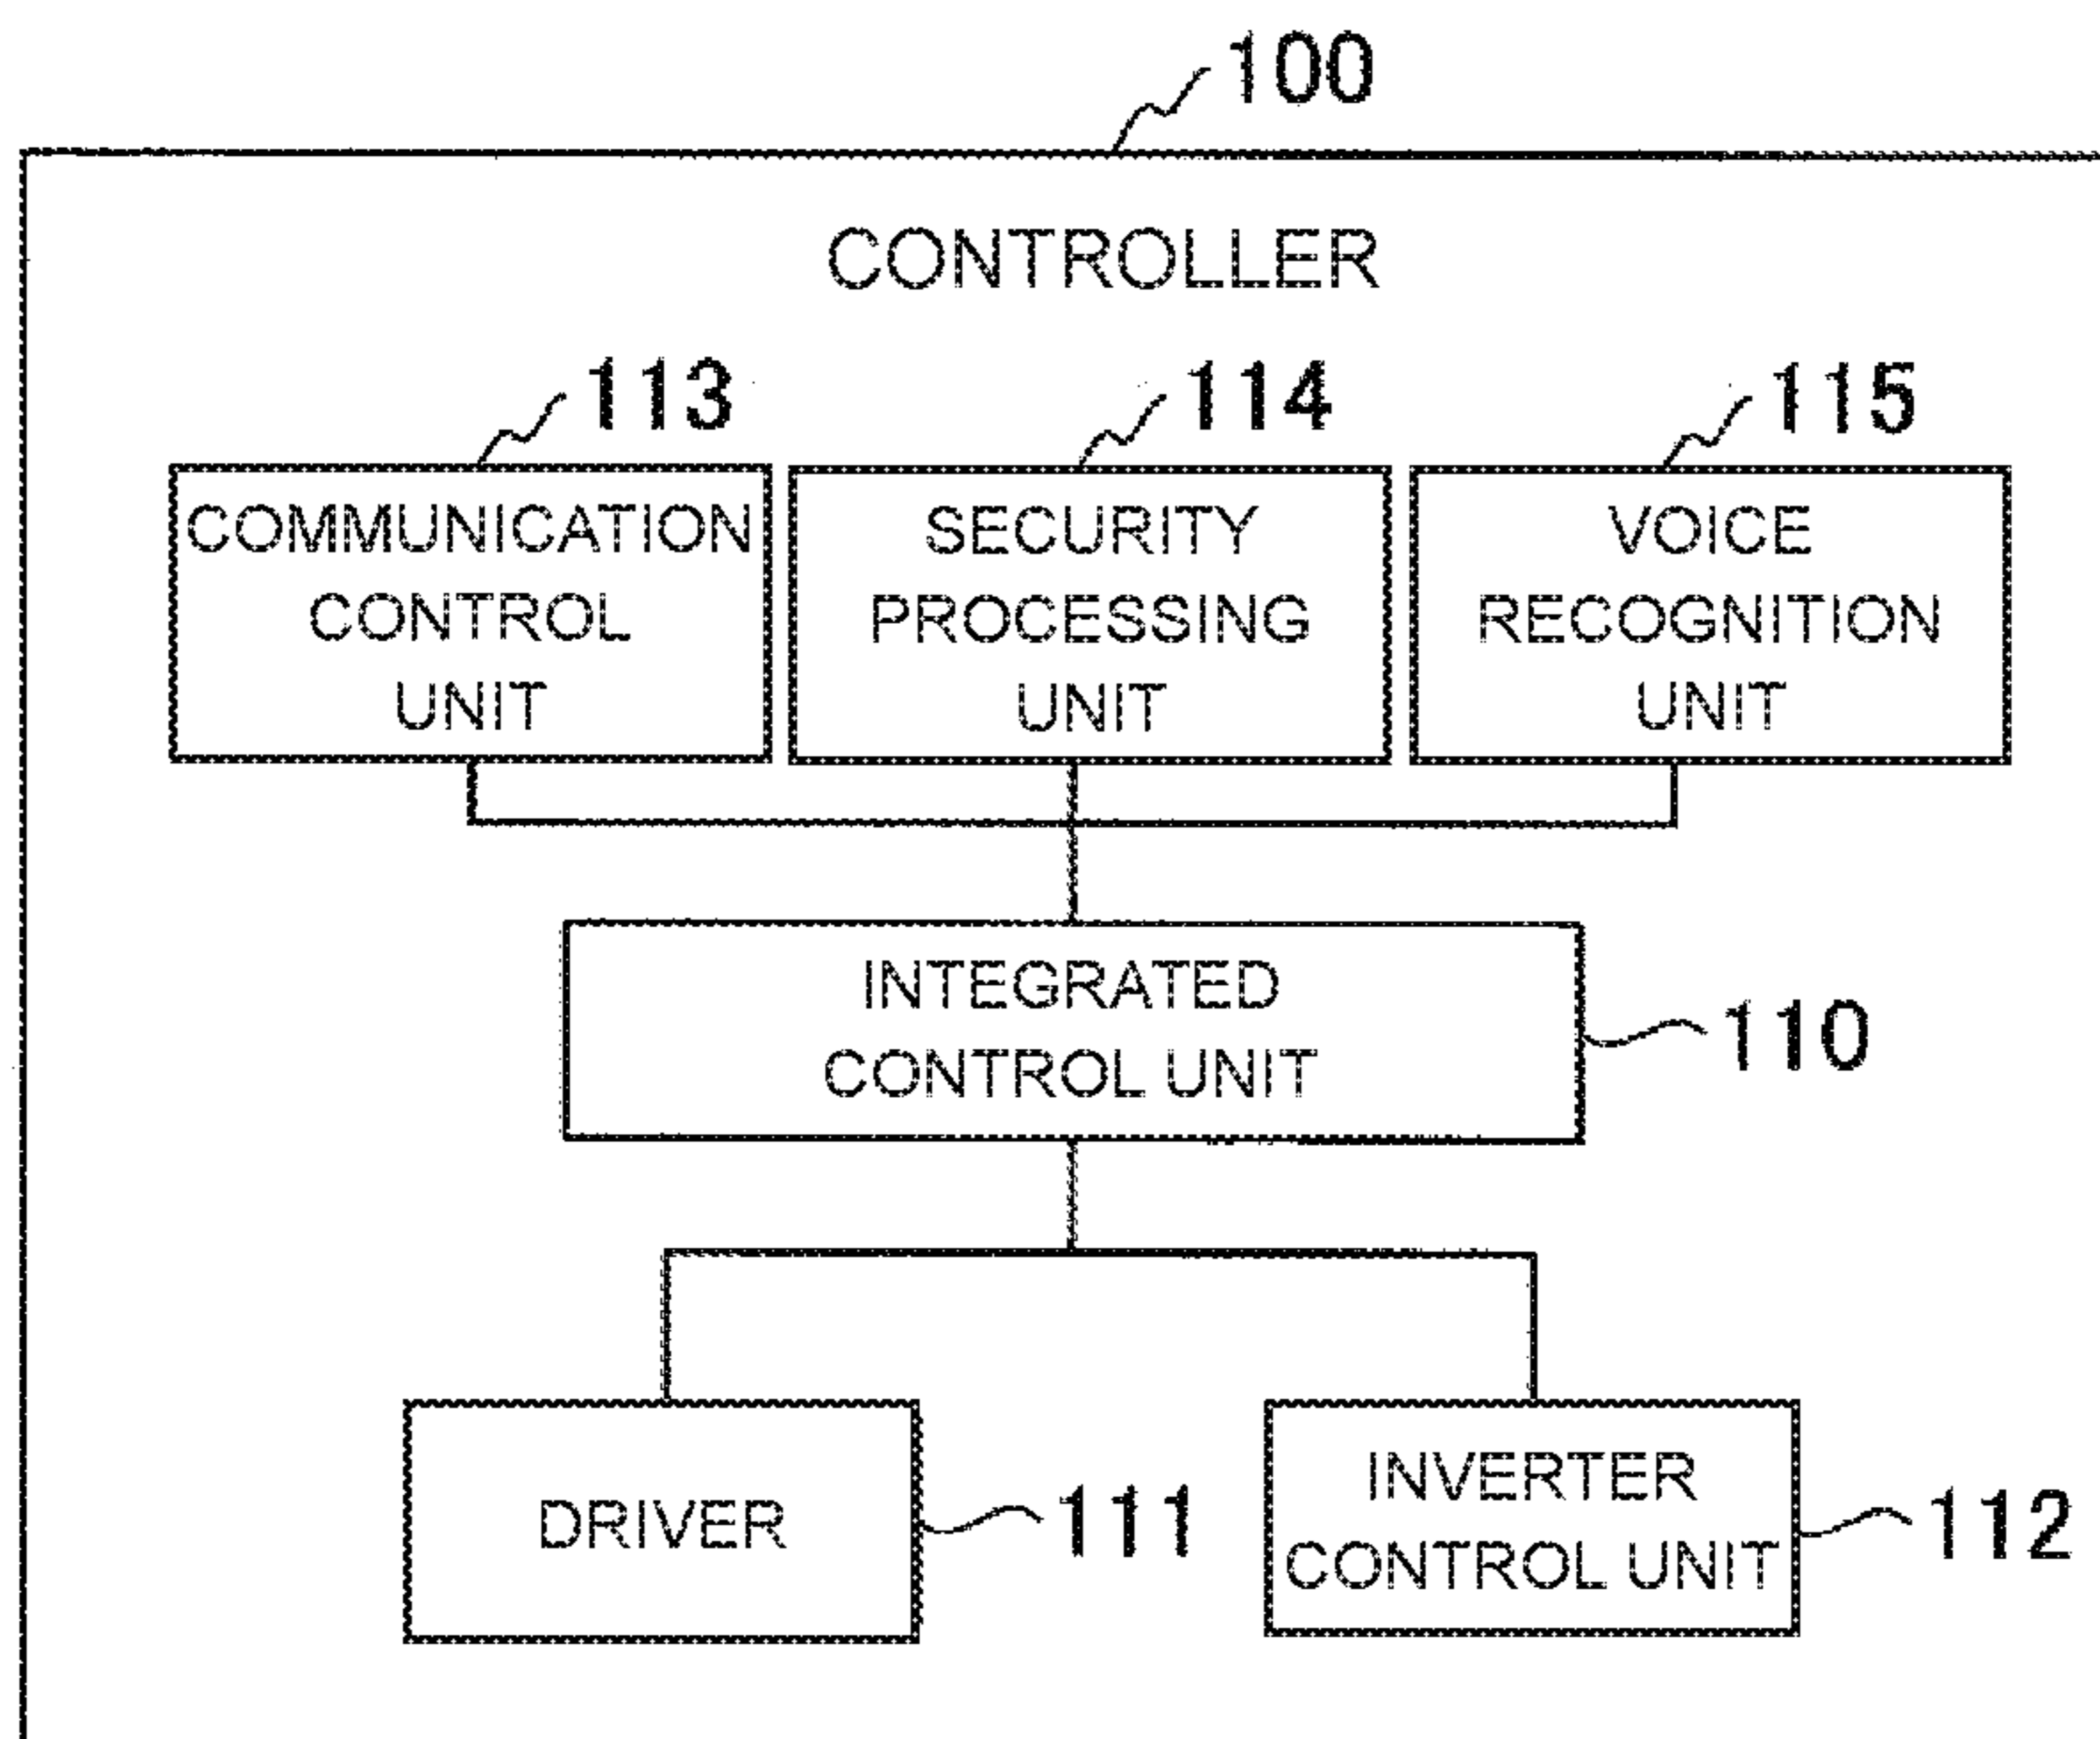 100
CONTROLLER
113
114
115
COMMUNICATION
CONTROL
UNIT
SECURITY
PROCESSING
UNIT
VOICE
RECOGNITION
UNIT
INTEGRATED
CONTROL UNIT
110
DRIVER
111
INVERTER
CONTROL UNIT
112